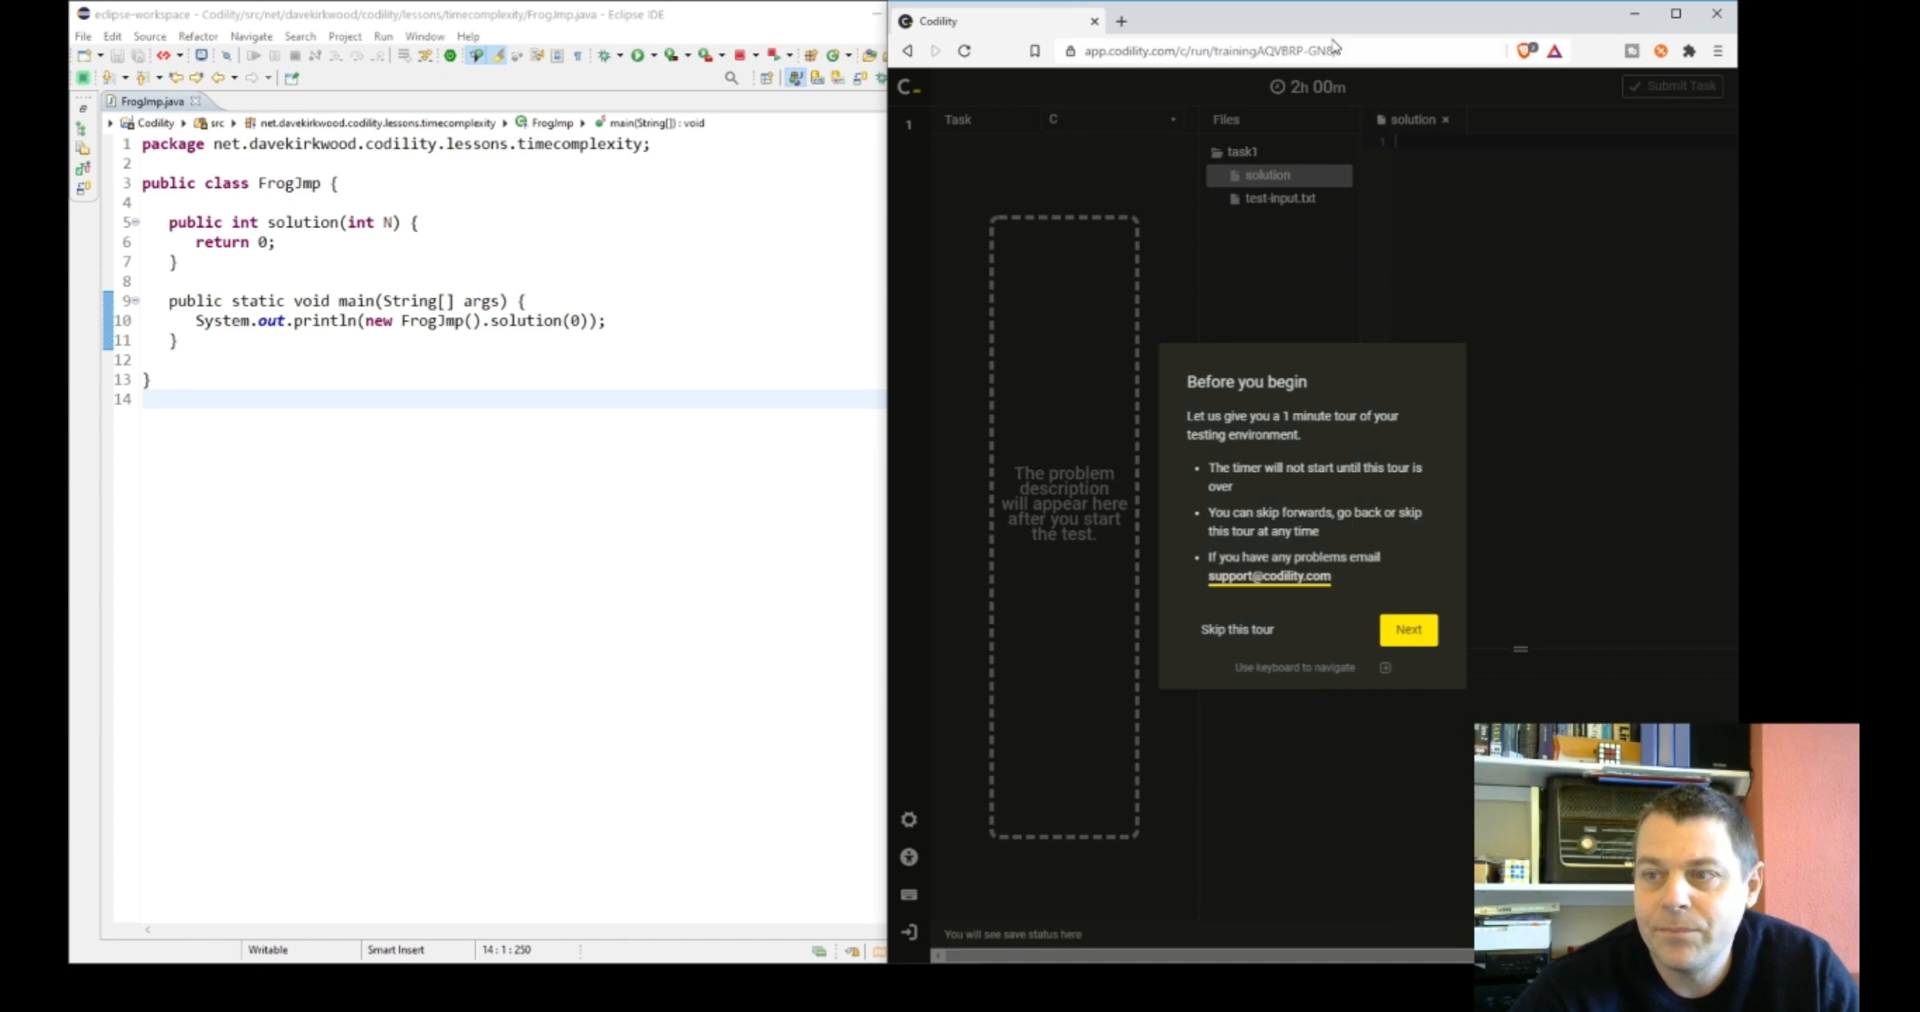 eclipse-workspace - Codility/src/net/davekirkwood/codility/lessons/timecomplexity/FrogJmp.java - Eclipse IDE
File Edit Source Refactor Navigate Search Project Run Window Help
FrogJmp.java
Codility src net.davekirkwood.codility.lessons.timecomplexity FrogJmp main(String[]) : void
1 package net.davekirkwood.codility.lessons.timecomplexity;
2
3 public class FrogJmp {
4
5 public int solution(int N) {
6 return 0;
7 }
8
9 public static void main(String[] args) {
10 System.out.println(new FrogJmp().solution(0));
11 }
12
13 }
14
Writable Smart Insert 14 : 1 : 250
Codility
app.codility.com/c/run/trainingAQVBRP-GN8
C_ 2h 00m Submit Task
1 Task C Files solution
1
task1
solution
test-input.txt
The problem
description
will appear here
after you start
the test.
Before you begin
Let us give you a 1 minute tour of your
testing environment.
• The timer will not start until this tour is
over
• You can skip forwards, go back or skip
this tour at any time
• If you have any problems email
support@codility.com
Skip this tour Next
Use keyboard to navigate
You will see save status here